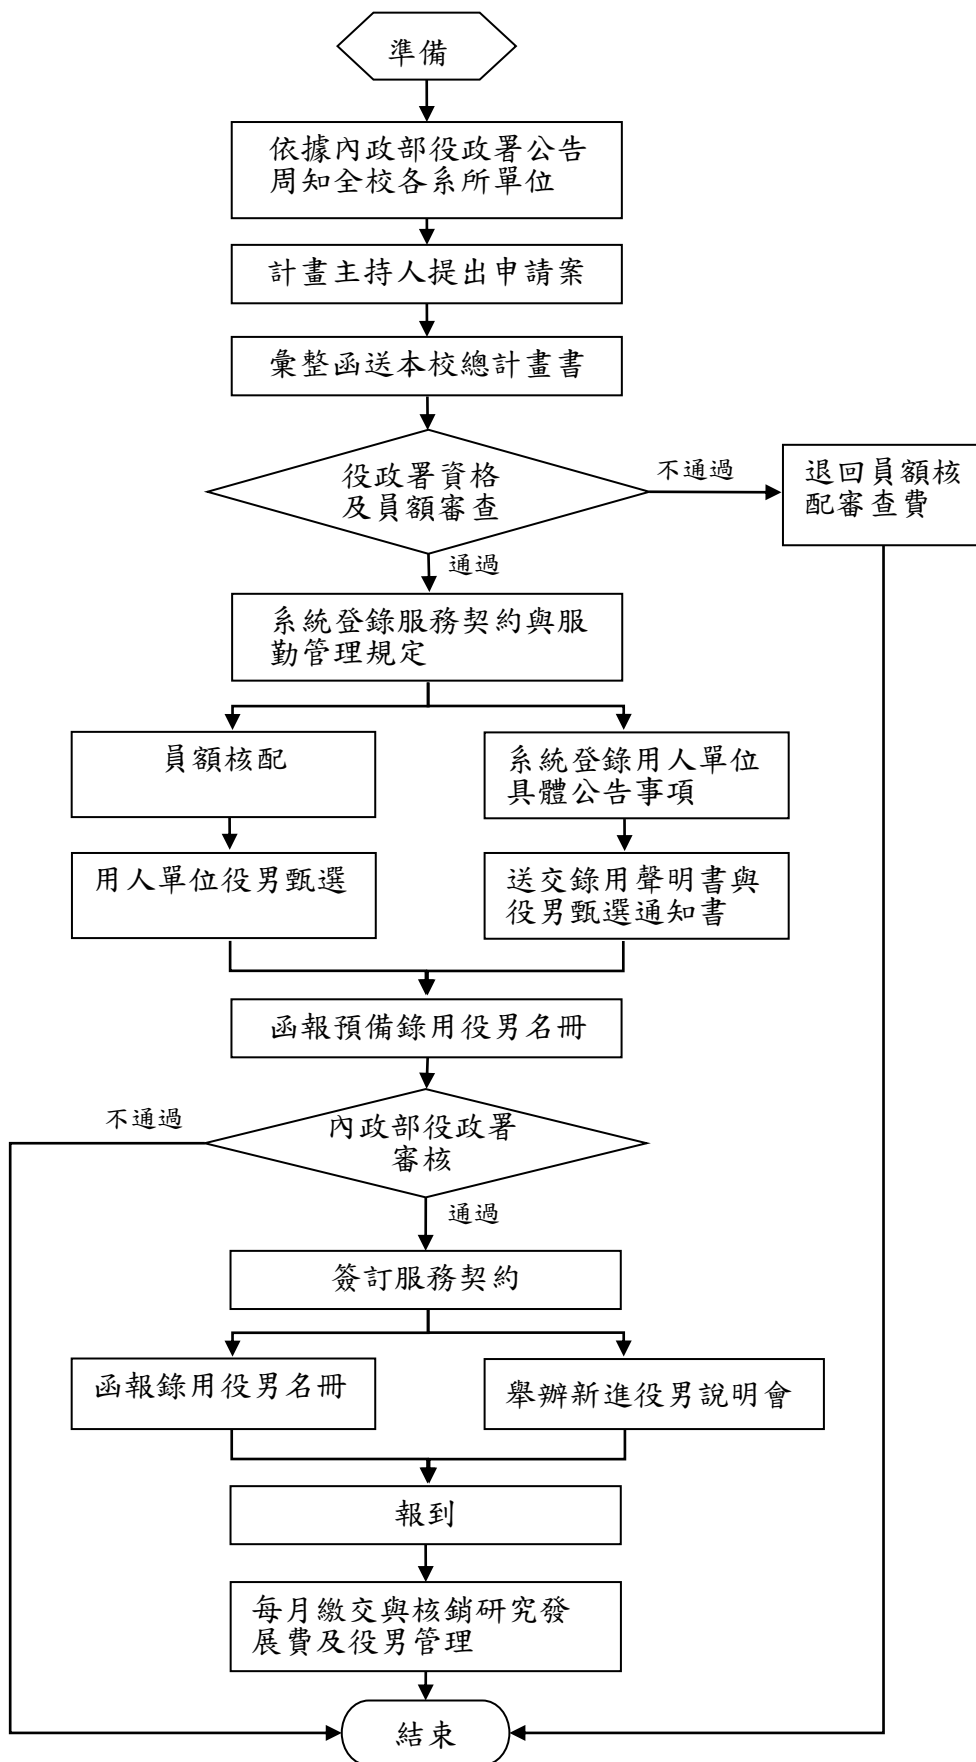 準備
依據內政部役政署公告
周知全校各系所單位
計畫主持人提出申請案
彙整函送本校總計畫書
役政署資格
及員額審查
不通過
退回員額核
配審查費
通過
系統登錄服務契約與服
勤管理規定
員額核配
系統登錄用人單位
具體公告事項
用人單位役男甄選
送交錄用聲明書與
役男甄選通知書
函報預備錄用役男名冊
不通過
內政部役政署
審核
通過
簽訂服務契約
函報錄用役男名冊
舉辦新進役男說明會
報到
每月繳交與核銷研究發
展費及役男管理
結束